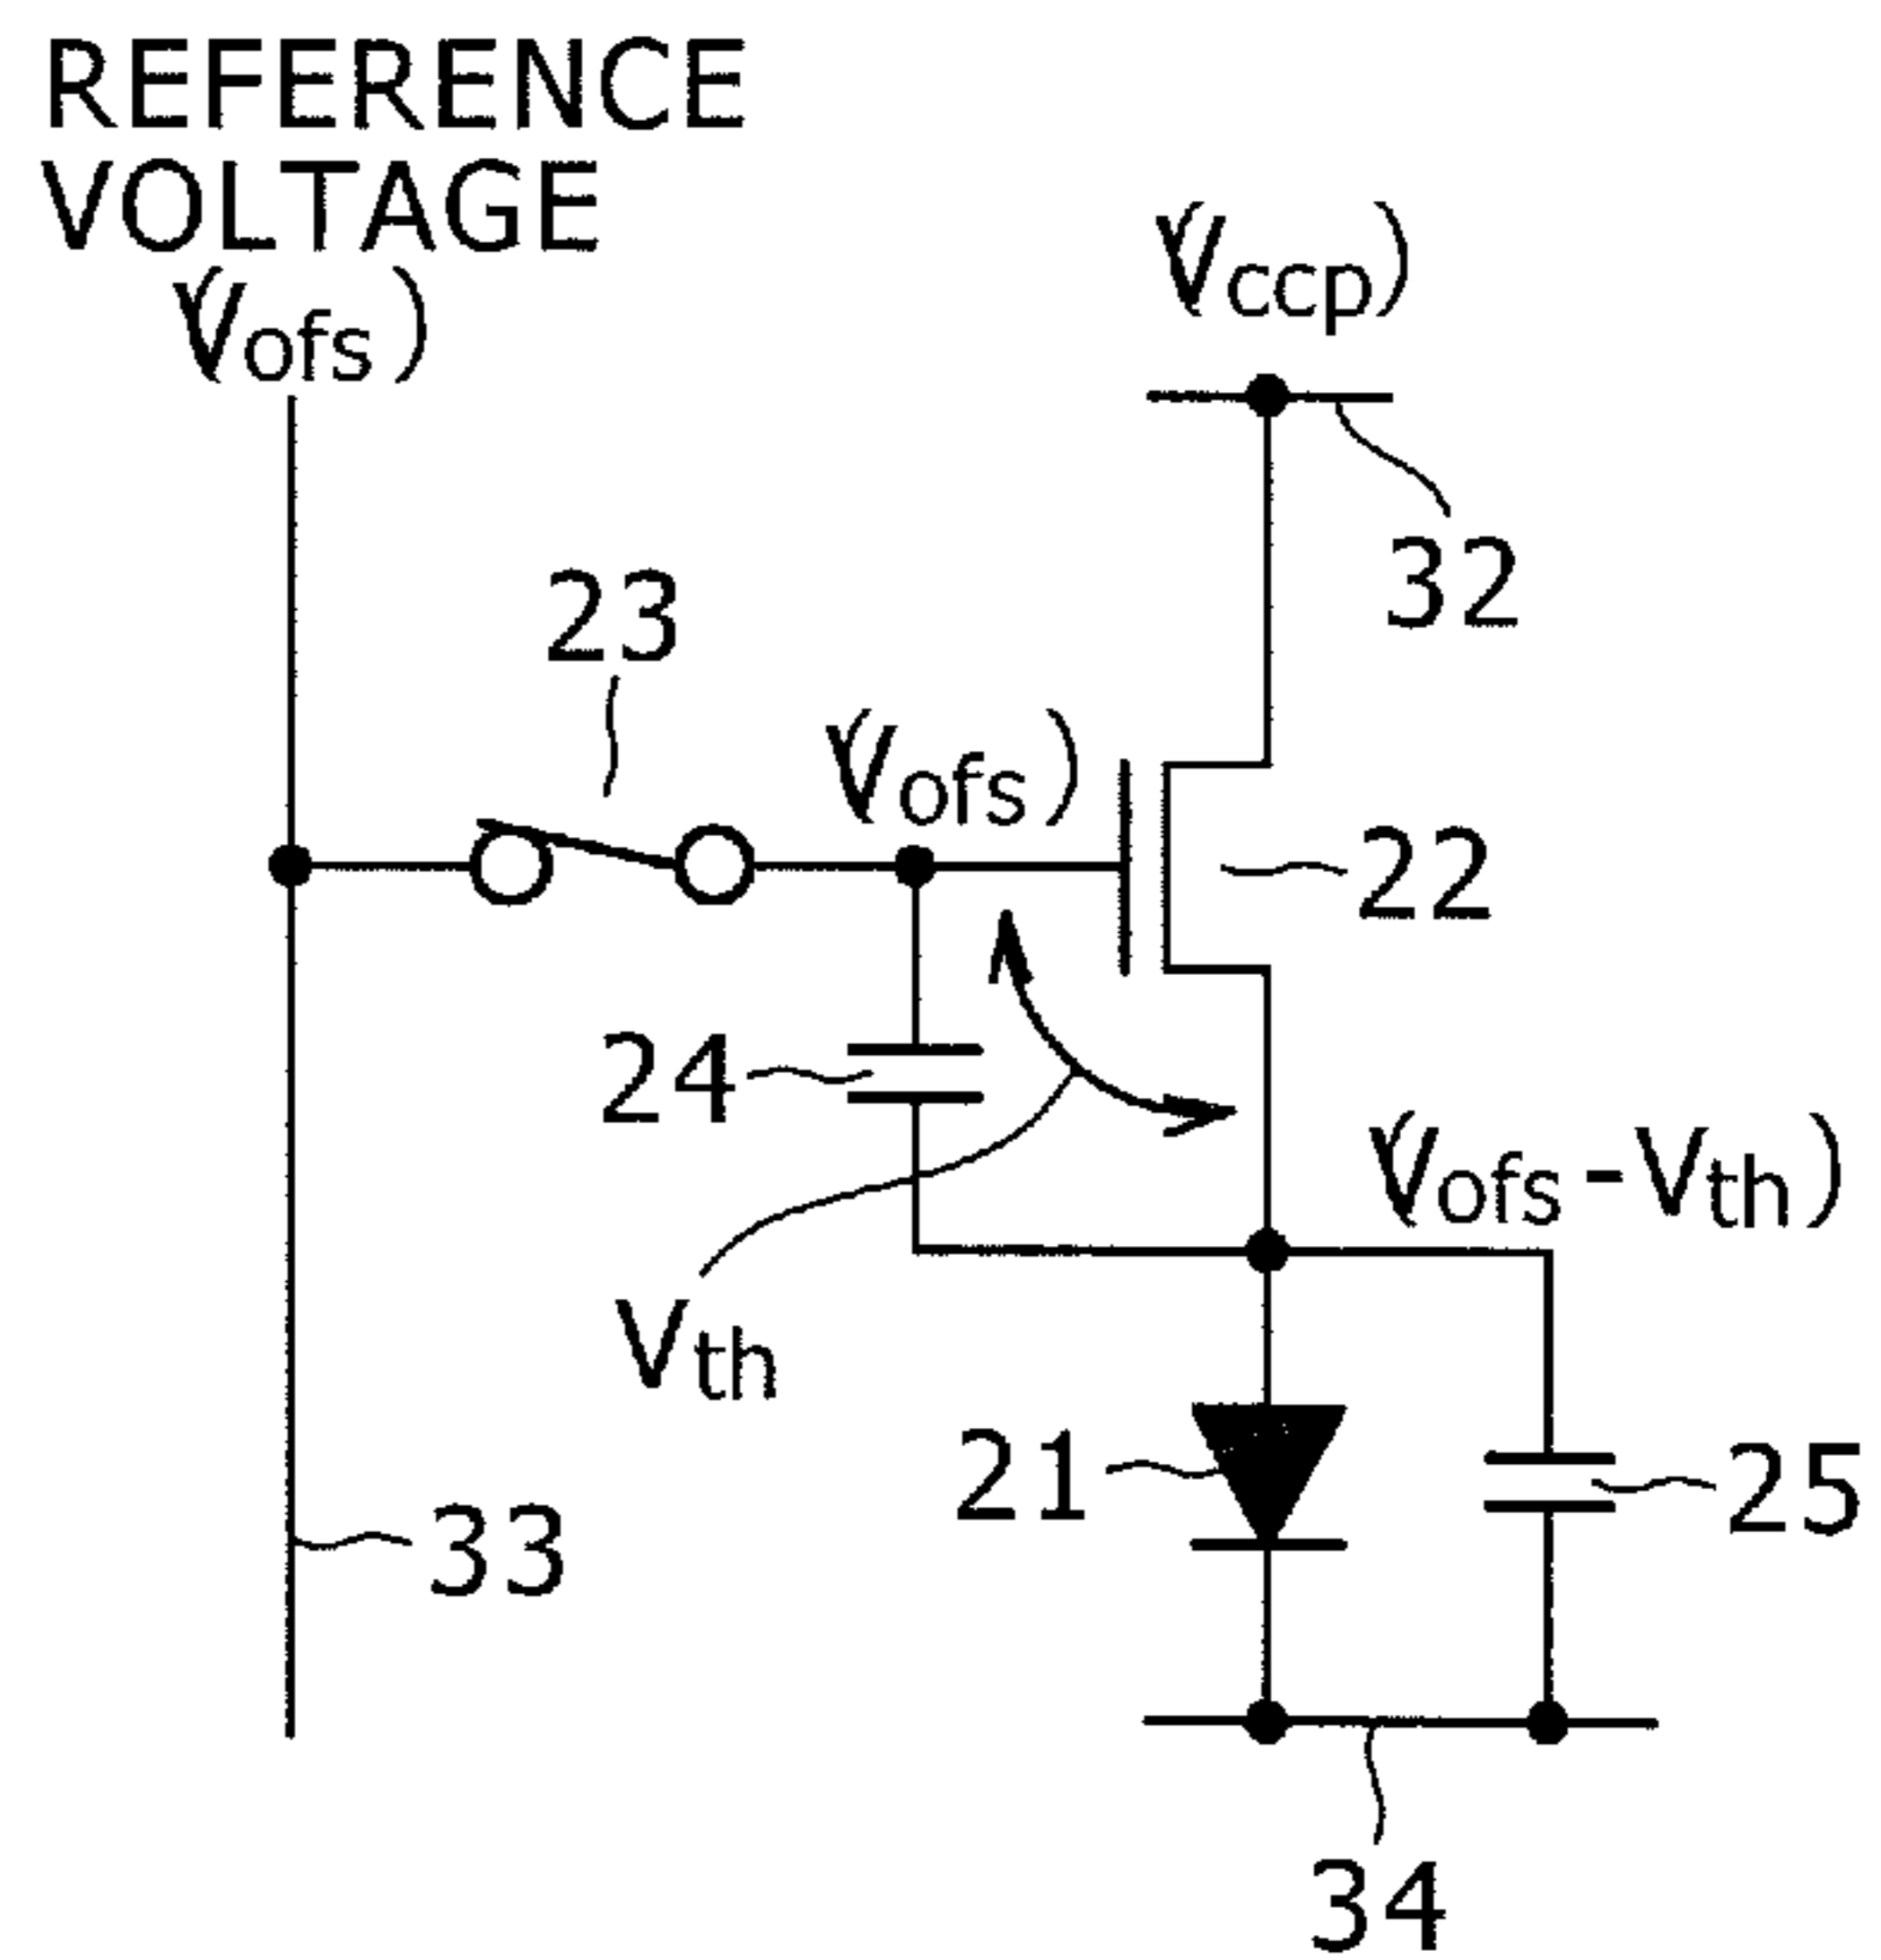 REFERENCE
VOLTAGE
(Vofs)
(Vccp)
32
23
(Vofs)
22
24
(Vofs-Vth)
Vth
21
25
33
34